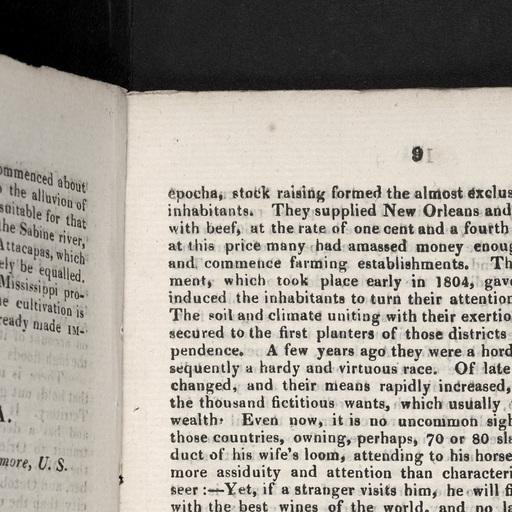 ommenced about
the alluvion of
suitable for that
the Sabine river,
Attacapas, which
ely be equalled.
Mississippi pro-
e cultivation is
ready made IM-
A.
more, U. S.
9
epocha, stock raising formed the almost exclus
inhabitants. They supplied New Orleans and
with beef, at the rate of one cent and a fourth
at this price many had amassed money enoug
and commence farming establishments. Th
ment, which took place early in 1804, gave
induced the inhabitants to turn their attention
The soil and climate uniting with their exertio
secured to the first planters of those districts
pendence. A few years ago they were a hord
sequently a hardy and virtuous race. Of late
changed, and their means rapidly increased,
the thousand fictitious wants, which usually
wealth. Even now, it is no uncommon sigh
those countries, owning, perhaps, 70 or 80 sla
duct of his wife's loom, attending to his horse
more assiduity and attention than characteri
seer :—Yet, if a stranger visits him, he will fi
with the best wines of the world, and no la